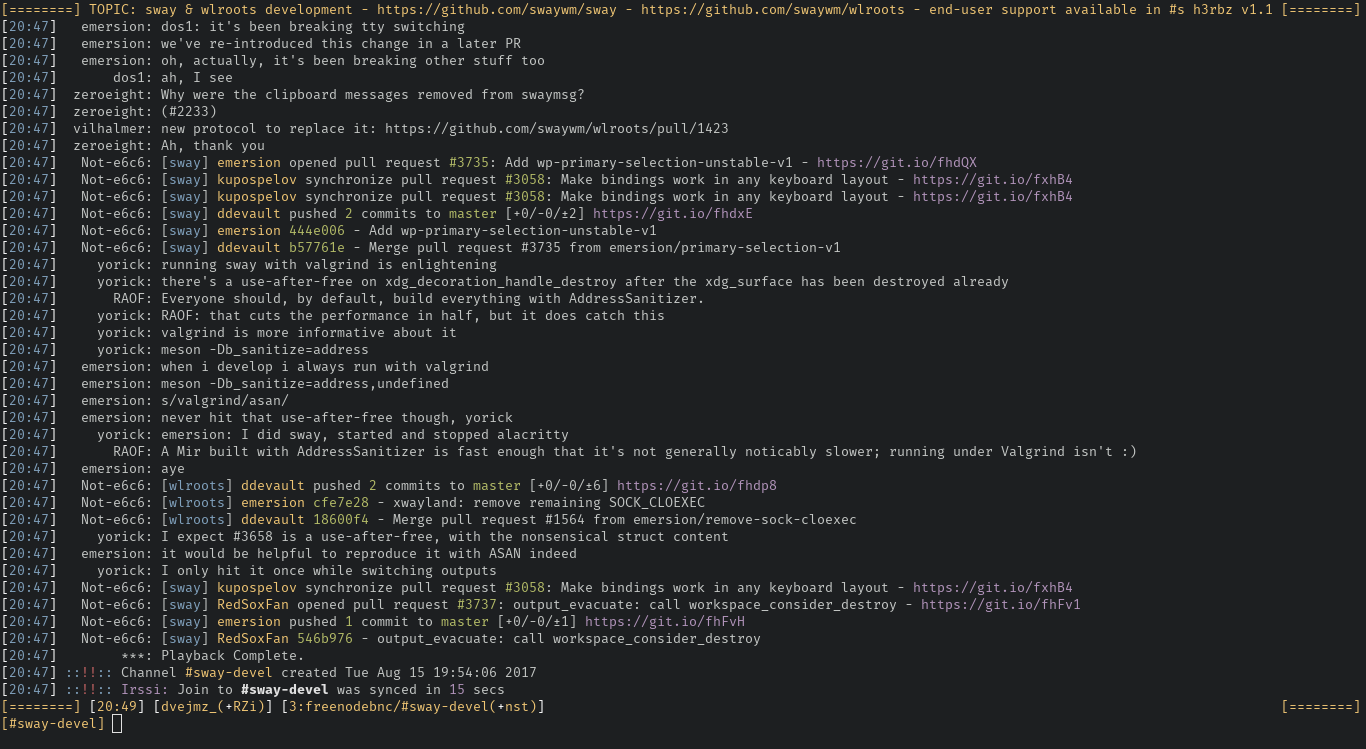 [========] TOPIC: sway & wlroots development - https://github.com/swaywm/sway - https://github.com/swaywm/wlroots - end-user support available in #s h3rbz v1.1 [========]
[20:47] emersion: dos1: it's been breaking tty switching
[20:47] emersion: we've re-introduced this change in a later PR
[20:47] emersion: oh, actually, it's been breaking other stuff too
[20:47] dos1: ah, I see
[20:47] zeroeight: Why were the clipboard messages removed from swaymsg?
[20:47] zeroeight: (#2233)
[20:47] vilhalmer: new protocol to replace it: https://github.com/swaywm/wlroots/pull/1423
[20:47] zeroeight: Ah, thank you
[20:47] Not-e6c6: [sway] emersion opened pull request #3735: Add wp-primary-selection-unstable-v1 - https://git.io/fhdQX
[20:47] Not-e6c6: [sway] kupospelov synchronize pull request #3058: Make bindings work in any keyboard layout - https://git.io/fxhB4
[20:47] Not-e6c6: [sway] kupospelov synchronize pull request #3058: Make bindings work in any keyboard layout - https://git.io/fxhB4
[20:47] Not-e6c6: [sway] ddevault pushed 2 commits to master [+0/-0/±2] https://git.io/fhdxE
[20:47] Not-e6c6: [sway] emersion 444e006 - Add wp-primary-selection-unstable-v1
[20:47] Not-e6c6: [sway] ddevault b57761e - Merge pull request #3735 from emersion/primary-selection-v1
[20:47] yorick: running sway with valgrind is enlightening
[20:47] yorick: there's a use-after-free on xdg_decoration_handle_destroy after the xdg_surface has been destroyed already
[20:47] RAOF: Everyone should, by default, build everything with AddressSanitizer.
[20:47] yorick: RAOF: that cuts the performance in half, but it does catch this
[20:47] yorick: valgrind is more informative about it
[20:47] yorick: meson -Db_sanitize=address
[20:47] emersion: when i develop i always run with valgrind
[20:47] emersion: meson -Db_sanitize=address,undefined
[20:47] emersion: s/valgrind/asan/
[20:47] emersion: never hit that use-after-free though, yorick
[20:47] yorick: emersion: I did sway, started and stopped alacritty
[20:47] RAOF: A Mir built with AddressSanitizer is fast enough that it's not generally noticably slower; running under Valgrind isn't :)
[20:47] emersion: aye
[20:47] Not-e6c6: [wlroots] ddevault pushed 2 commits to master [+0/-0/±6] https://git.io/fhdp8
[20:47] Not-e6c6: [wlroots] emersion cfe7e28 - xwayland: remove remaining SOCK_CLOEXEC
[20:47] Not-e6c6: [wlroots] ddevault 18600f4 - Merge pull request #1564 from emersion/remove-sock-cloexec
[20:47] yorick: I expect #3658 is a use-after-free, with the nonsensical struct content
[20:47] emersion: it would be helpful to reproduce it with ASAN indeed
[20:47] yorick: I only hit it once while switching outputs
[20:47] Not-e6c6: [sway] kupospelov synchronize pull request #3058: Make bindings work in any keyboard layout - https://git.io/fxhB4
[20:47] Not-e6c6: [sway] RedSoxFan opened pull request #3737: output_evacuate: call workspace_consider_destroy - https://git.io/fhFv1
[20:47] Not-e6c6: [sway] emersion pushed 1 commit to master [+0/-0/±1] https://git.io/fhFvH
[20:47] Not-e6c6: [sway] RedSoxFan 546b976 - output_evacuate: call workspace_consider_destroy
[20:47] ***: Playback Complete.
[20:47] ::!!:: Channel #sway-devel created Tue Aug 15 19:54:06 2017
[20:47] ::!!:: Irssi: Join to #sway-devel was synced in 15 secs
[========] [20:49] [dvejmz_(+RZi)] [3:freenodebnc/#sway-devel(+nst)] [========]
[#sway-devel]